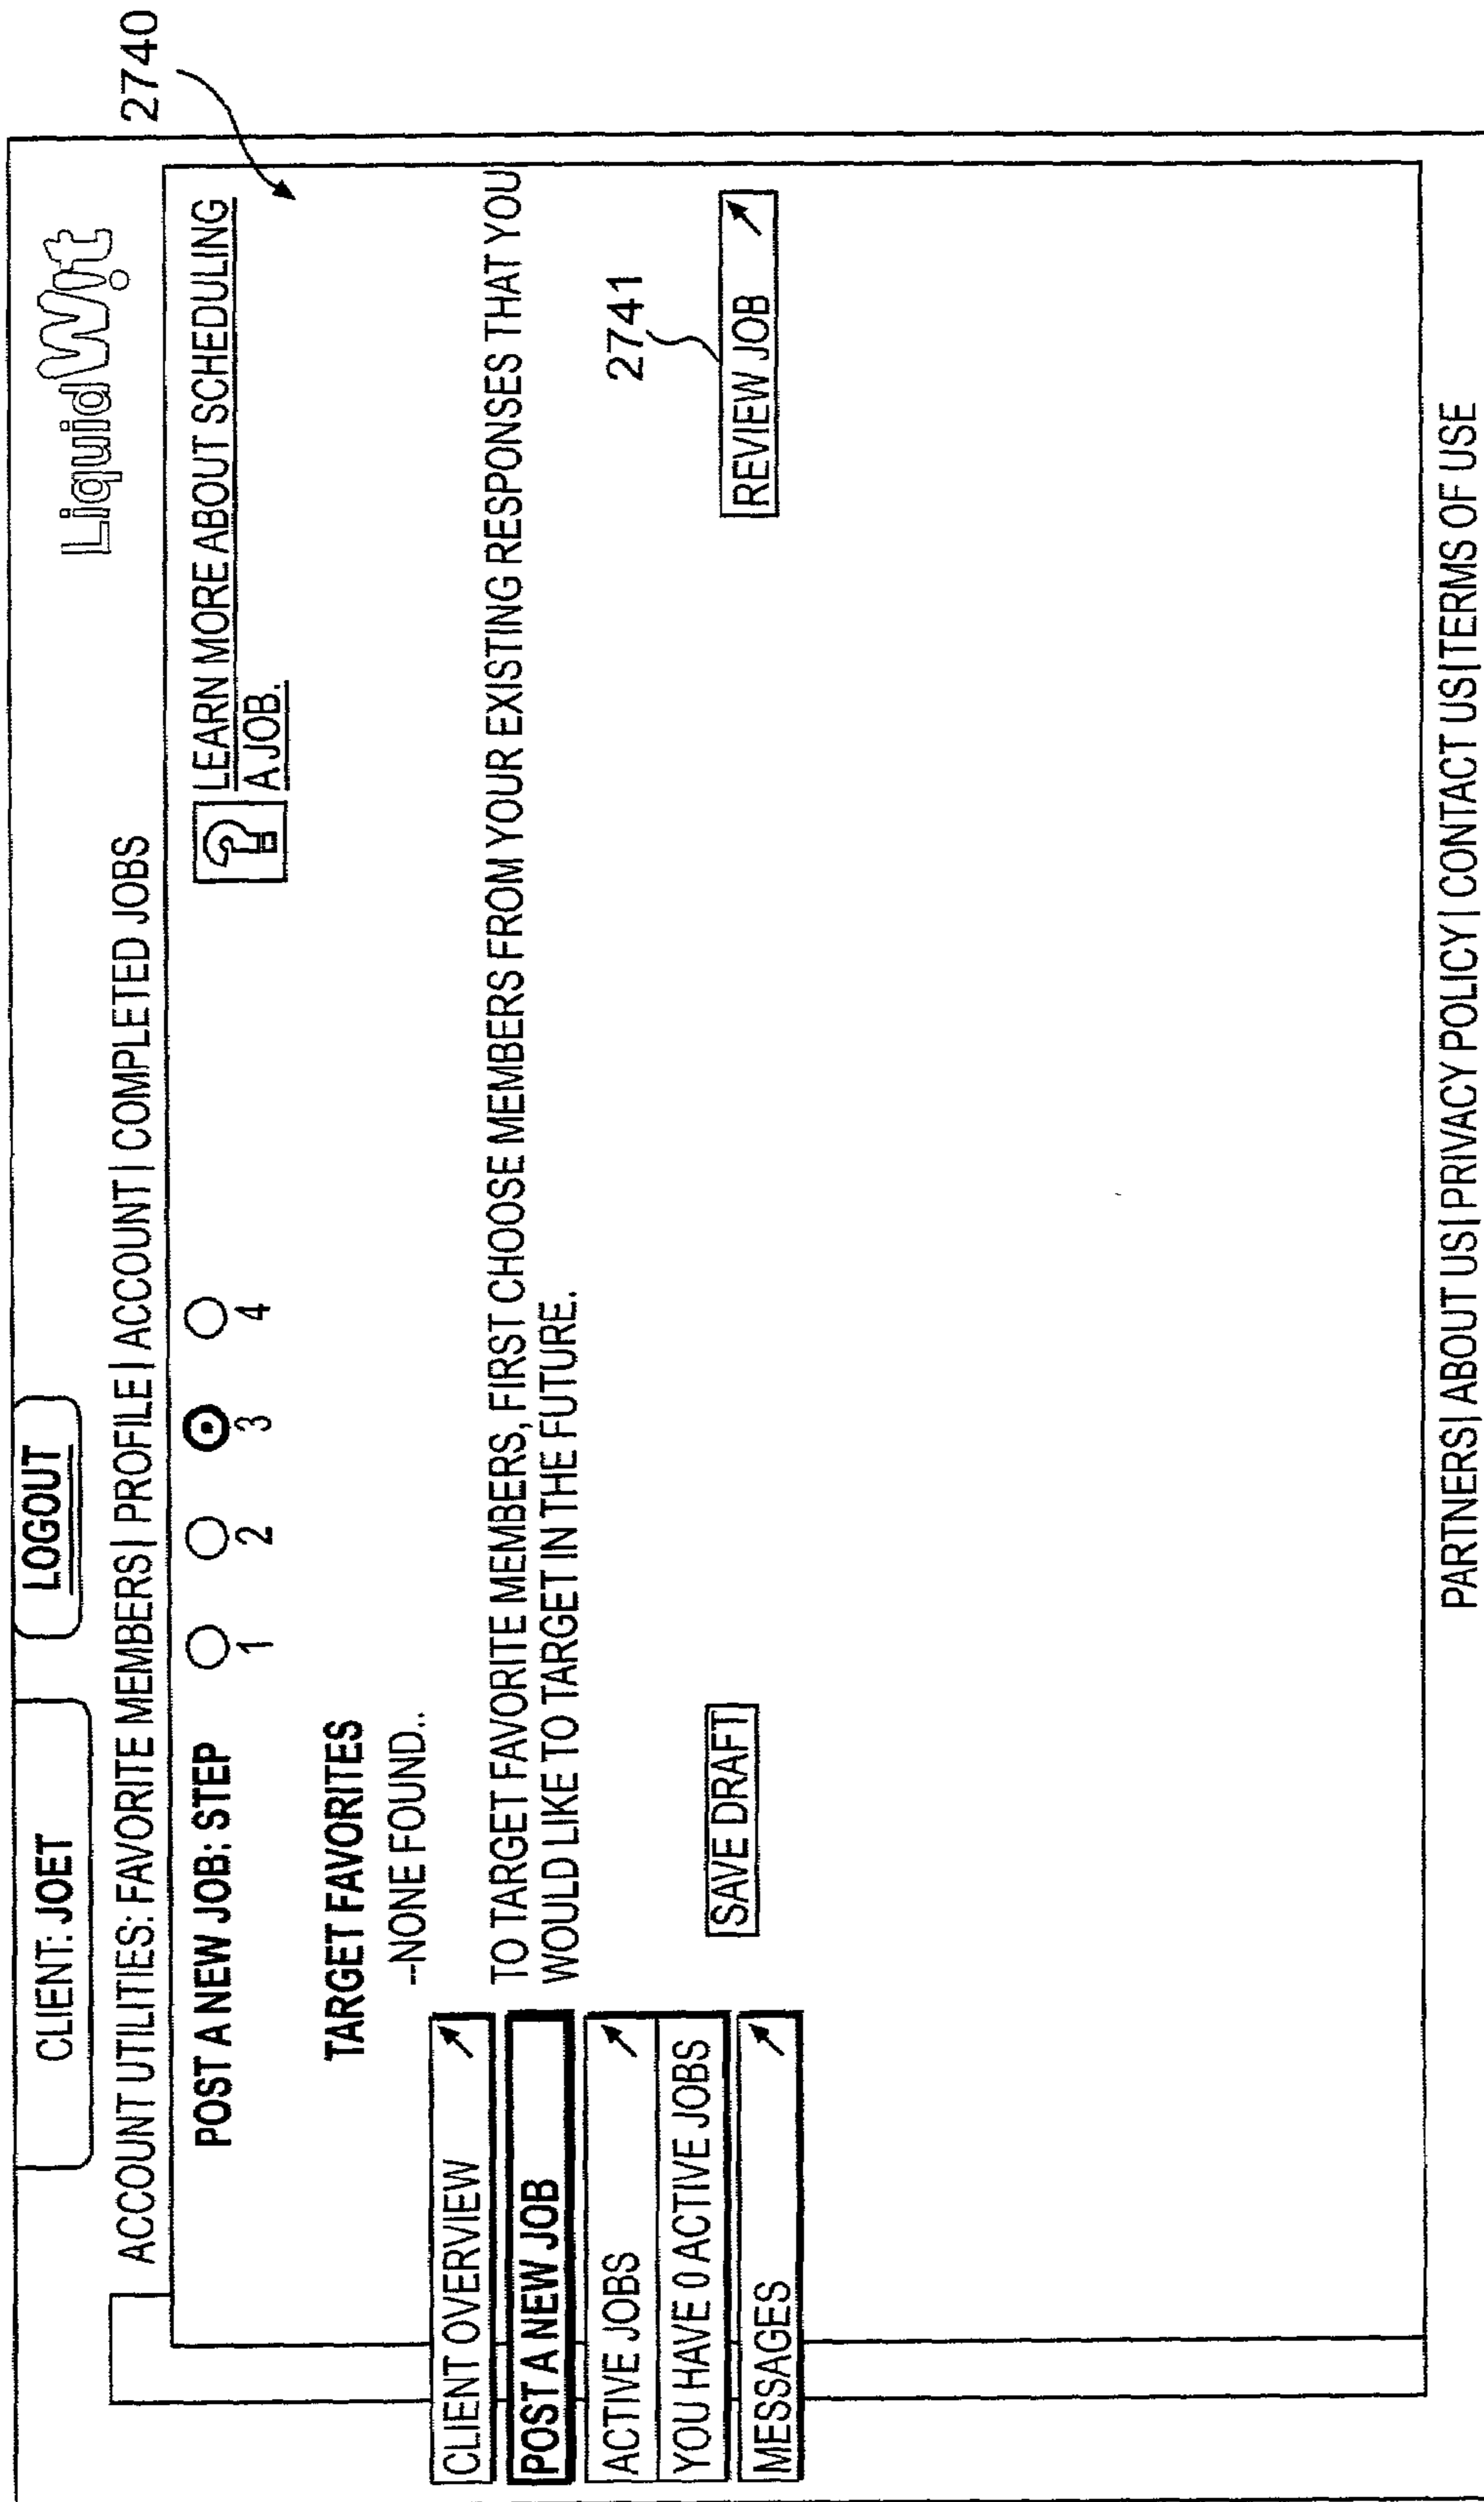 2740
CLIENT: JOET
LOGOUT
LiquidWit
ACCOUNT UTILITIES: FAVORITE MEMBERS| PROFILE | ACCOUNT | COMPLETED JOBS
POST A NEW JOB: STEP
1
2
3
4
? LEARN MORE ABOUT SCHEDULING
A JOB.
TARGET FAVORITES
--NONE FOUND..
CLIENT OVERVIEW
TO TARGET FAVORITE MEMBERS, FIRST CHOOSE MEMBERS FROM YOUR EXISTING RESPONSES THAT YOU
WOULD LIKE TO TARGET IN THE FUTURE.
POST A NEW JOB
ACTIVE JOBS
YOU HAVE 0 ACTIVE JOBS
MESSAGES
2741
SAVE DRAFT
REVIEW JOB
PARTNERS| ABOUT US| PRIVACY POLICY | CONTACT US|TERMS OF USE